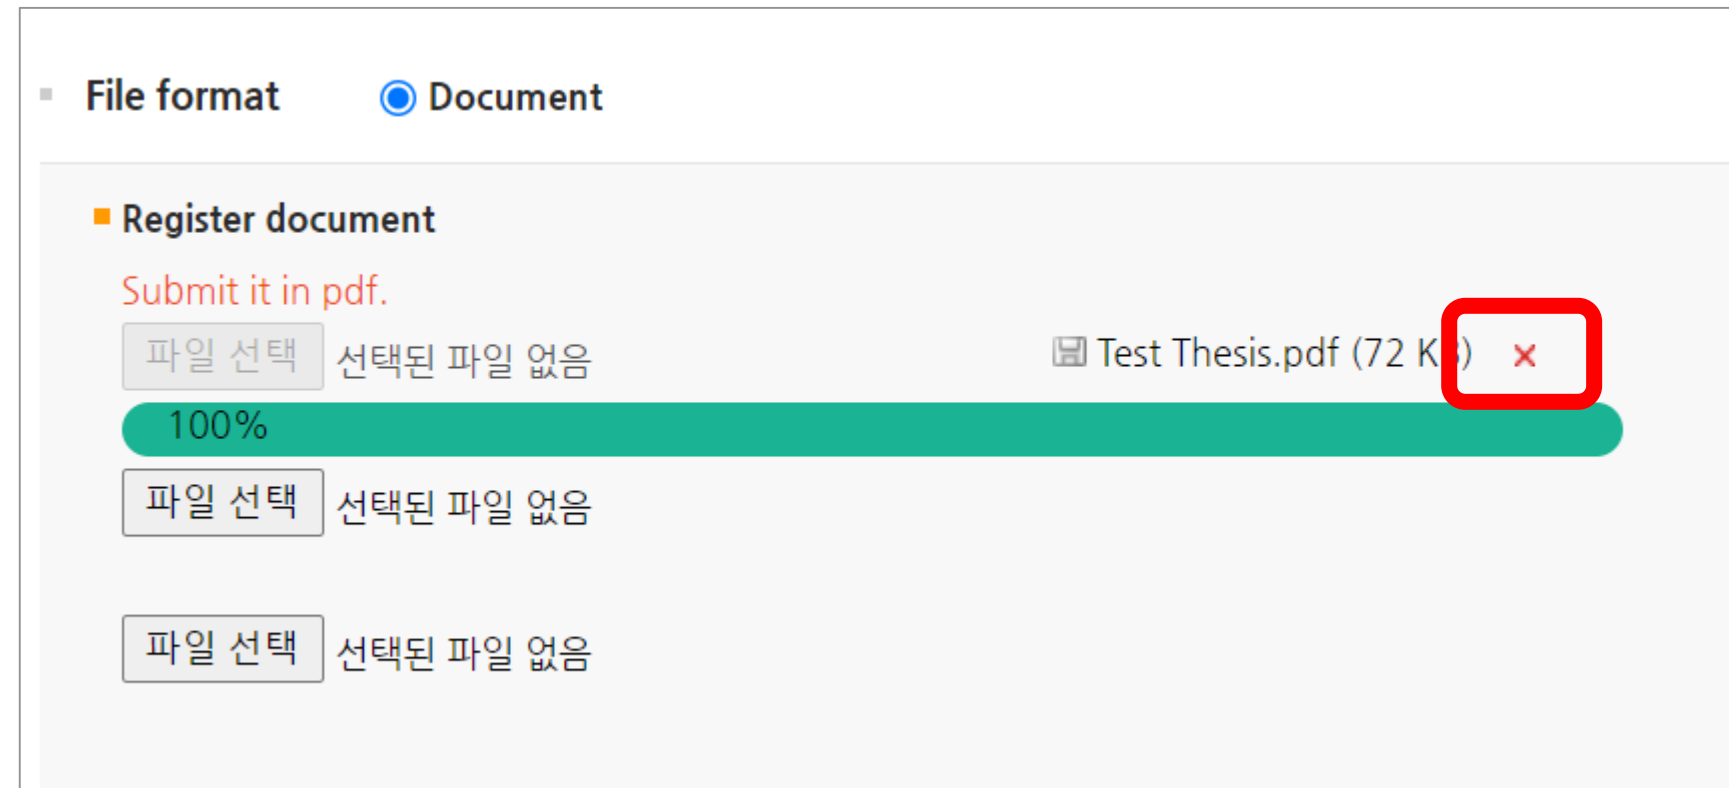 File format Document
Register document
Submit it in pdf.
파일 선택 선택된 파일 없음 Test Thesis.pdf (72 KB)
100%
파일 선택 선택된 파일 없음
파일 선택 선택된 파일 없음